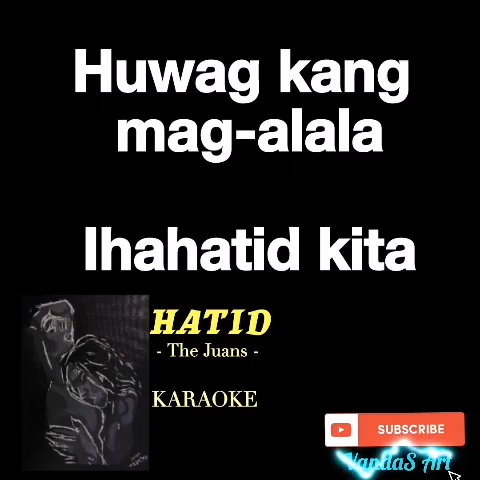 Huwag kang
mag-alala
Ihahatid kita
HATID
- The Juans -
KARAOKE
SUBSCRIBE
VandaS Art